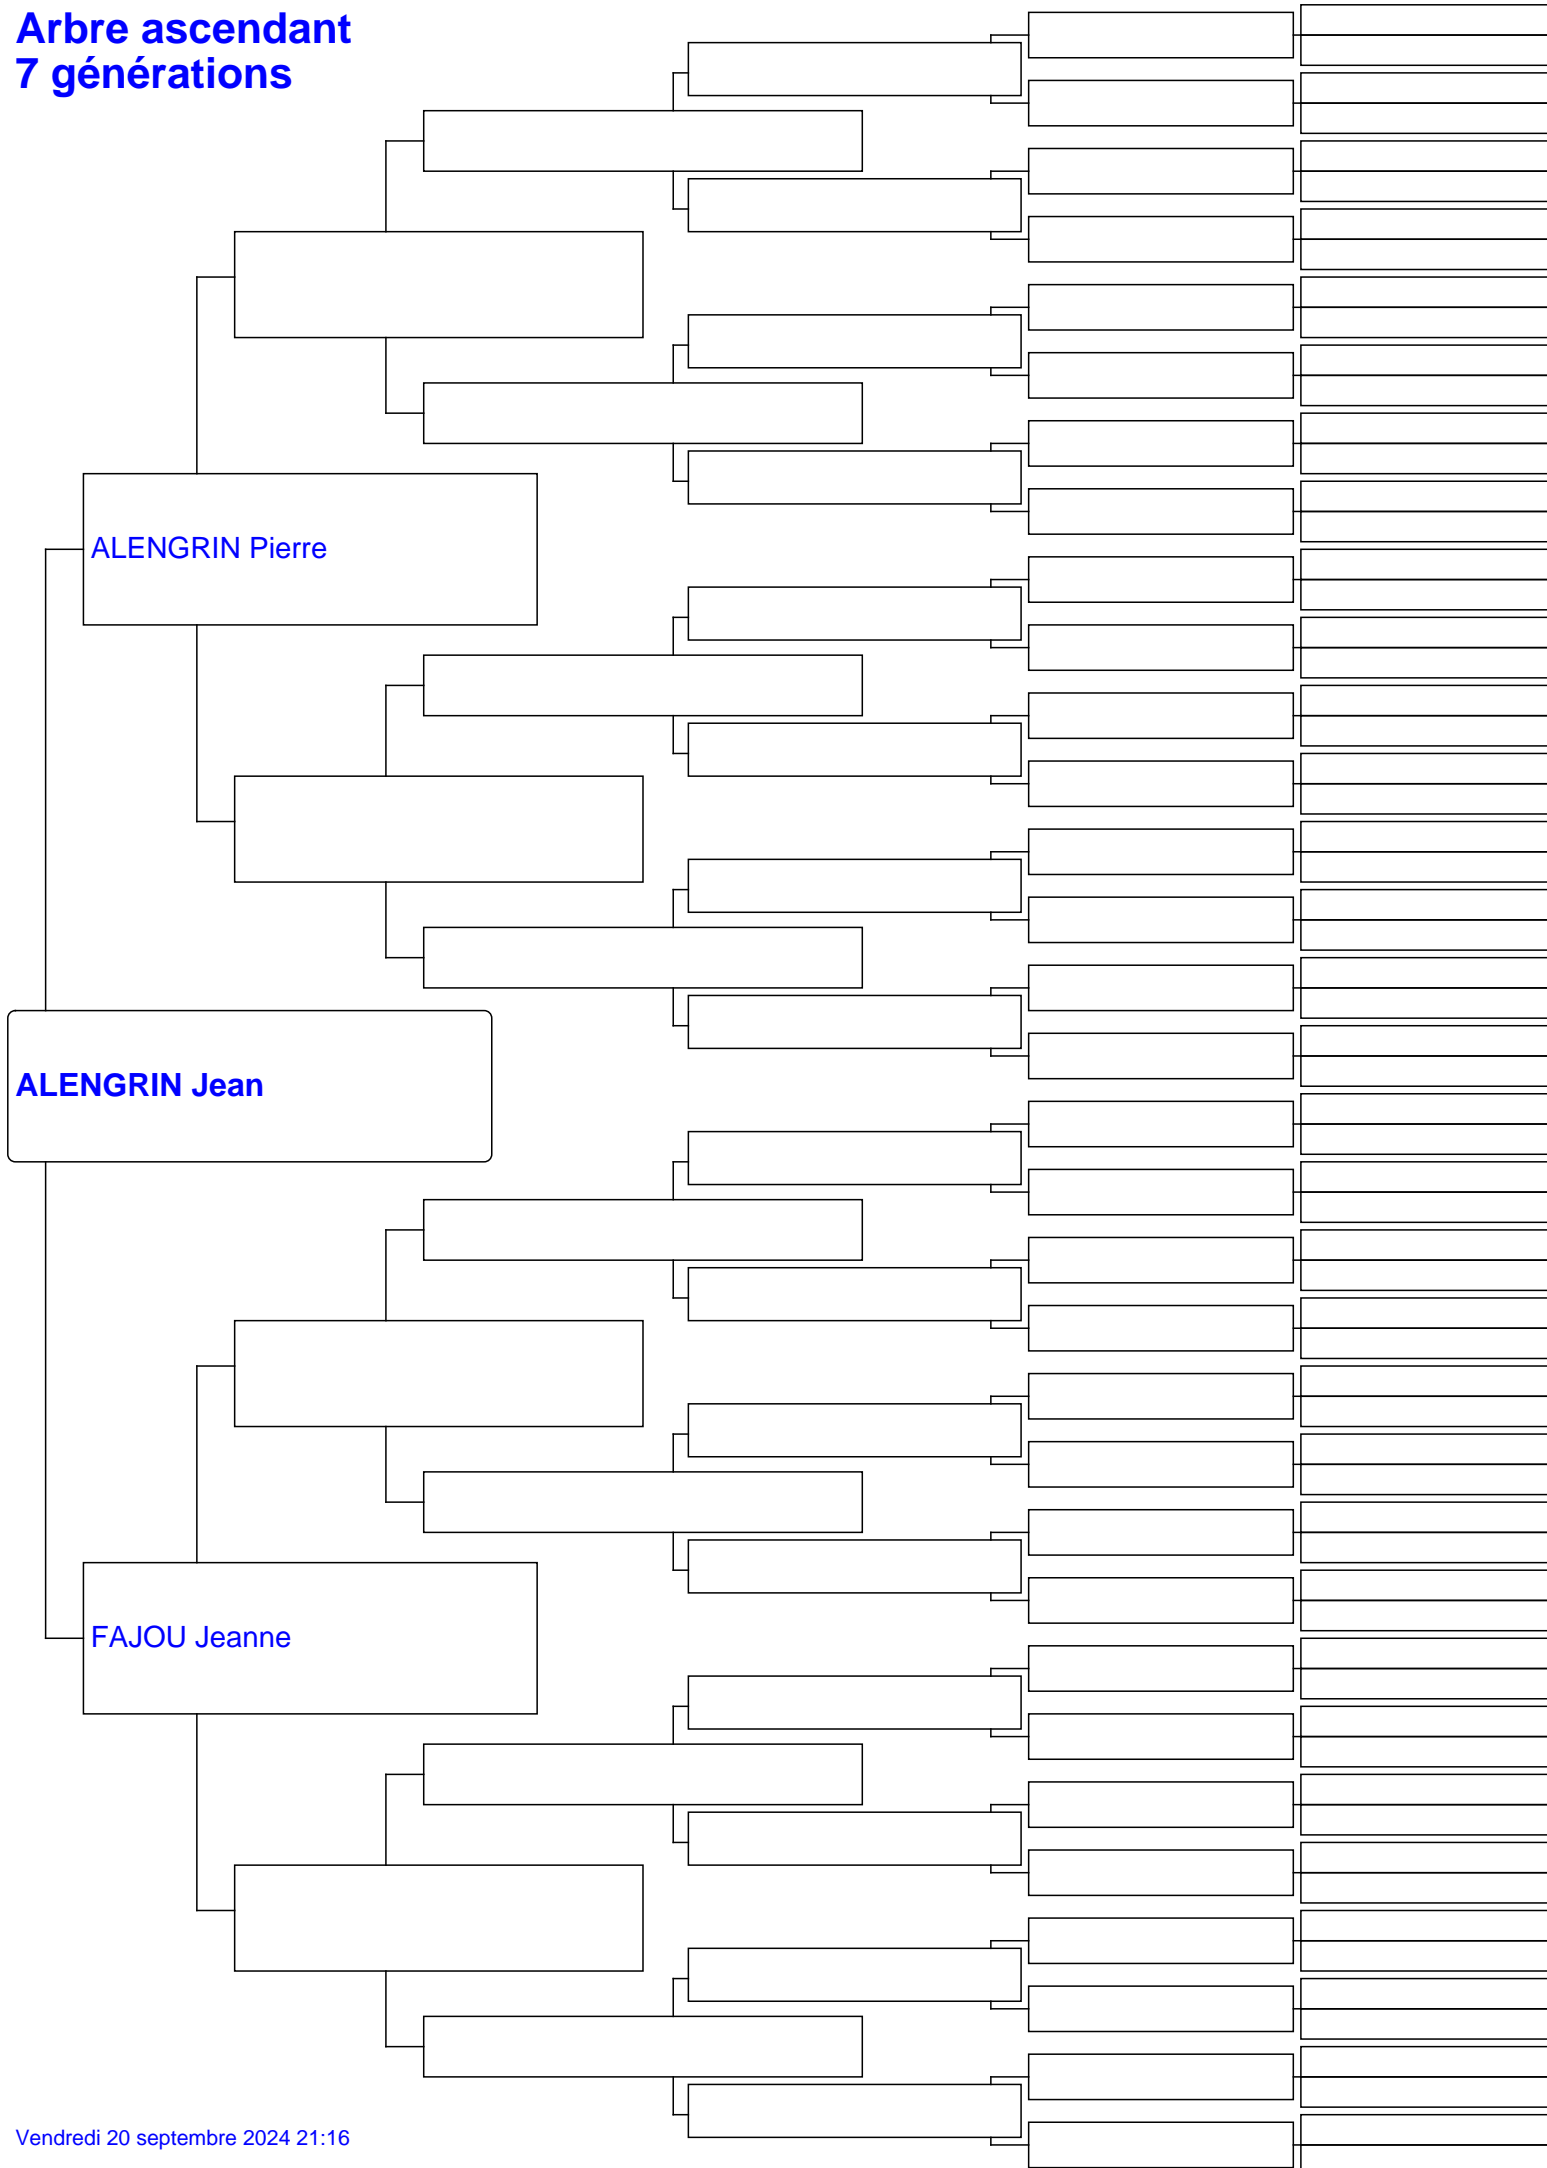 Arbre ascendant
7 générations
ALENGRIN Pierre
ALENGRIN Jean
FAJOU Jeanne
Vendredi 20 septembre 2024 21:16